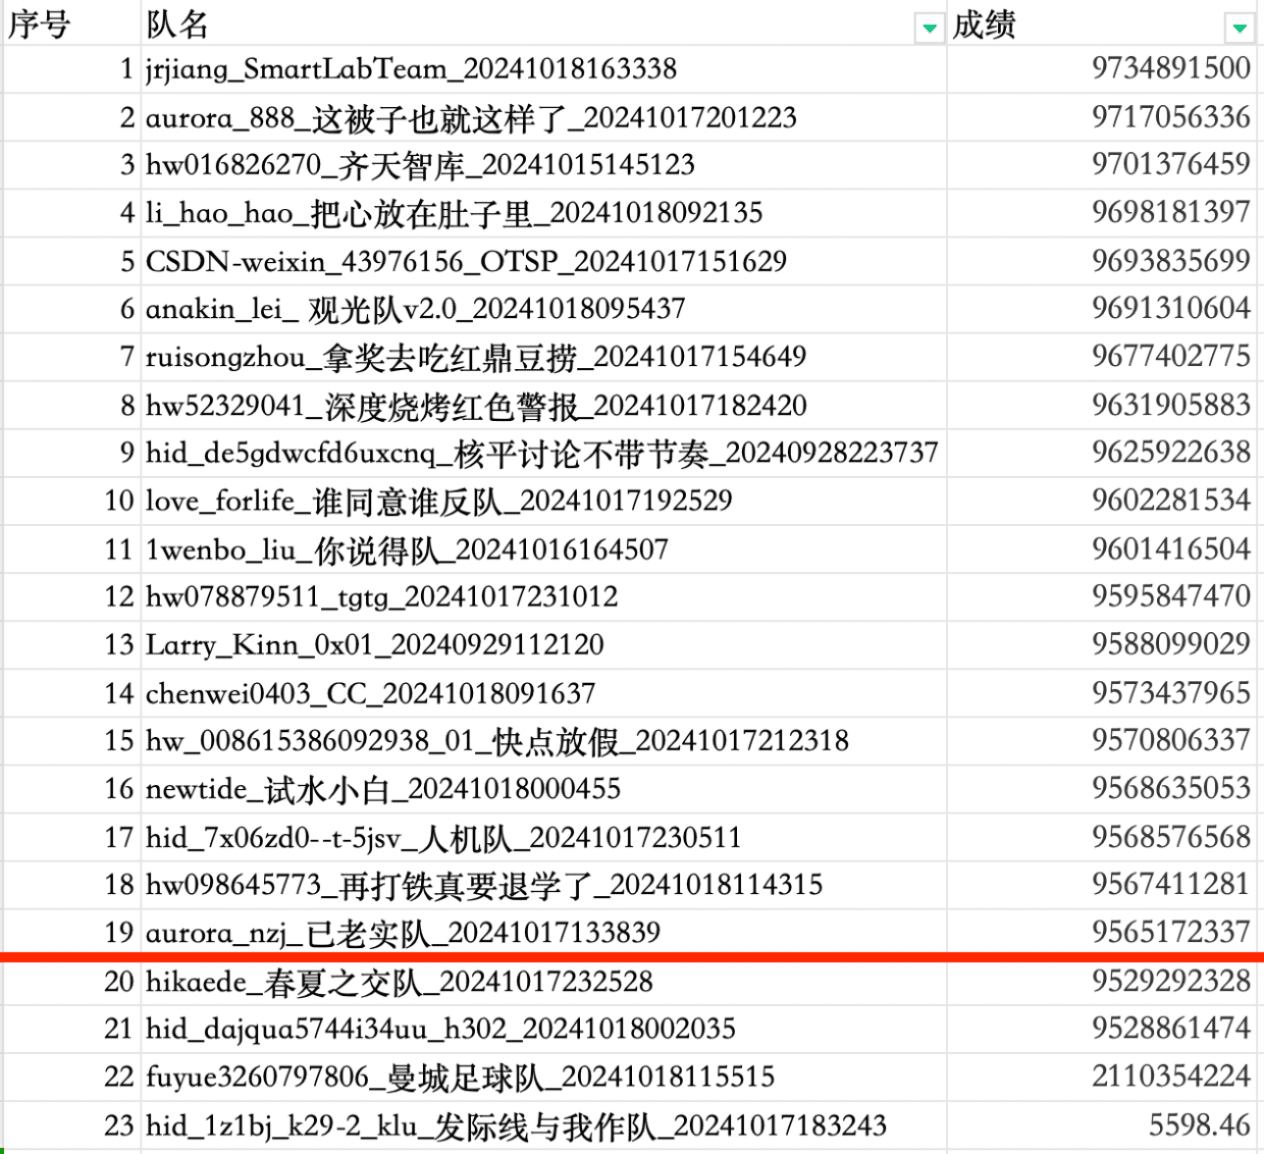 序号 队名 成绩
1 jrjiang_SmartLabTeam_20241018163338 9734891500
2 aurora_888_这被子也就这样了_20241017201223 9717056336
3 hw016826270_齐天智库_20241015145123 9701376459
4 li_hao_hao_把心放在肚子里_20241018092135 9698181397
5 CSDN-weixin_43976156_OTSP_20241017151629 9693835699
6 anakin_lei_ 观光队v2.0_20241018095437 9691310604
7 ruisongzhou_拿奖去吃红鼎豆捞_20241017154649 9677402775
8 hw52329041_深度烧烤红色警报_20241017182420 9631905883
9 hid_de5gdwcfd6uxcnq_核平讨论不带节奏_20240928223737 9625922638
10 love_forlife_谁同意谁反队_20241017192529 9602281534
11 1wenbo_liu_你说得队_20241016164507 9601416504
12 hw078879511_tgtg_20241017231012 9595847470
13 Larry_Kinn_0x01_20240929112120 9588099029
14 chenwei0403_CC_20241018091637 9573437965
15 hw_008615386092938_01_快点放假_20241017212318 9570806337
16 newtide_试水小白_20241018000455 9568635053
17 hid_7x06zd0--t-5jsv_人机队_20241017230511 9568576568
18 hw098645773_再打铁真要退学了_20241018114315 9567411281
19 aurora_nzj_已老实队_20241017133839 9565172337
20 hikaede_春夏之交队_20241017232528 9529292328
21 hid_dajqua5744i34uu_h302_20241018002035 9528861474
22 fuyue3260797806_曼城足球队_20241018115515 2110354224
23 hid_1z1bj_k29-2_klu_发际线与我作队_20241017183243 5598.46